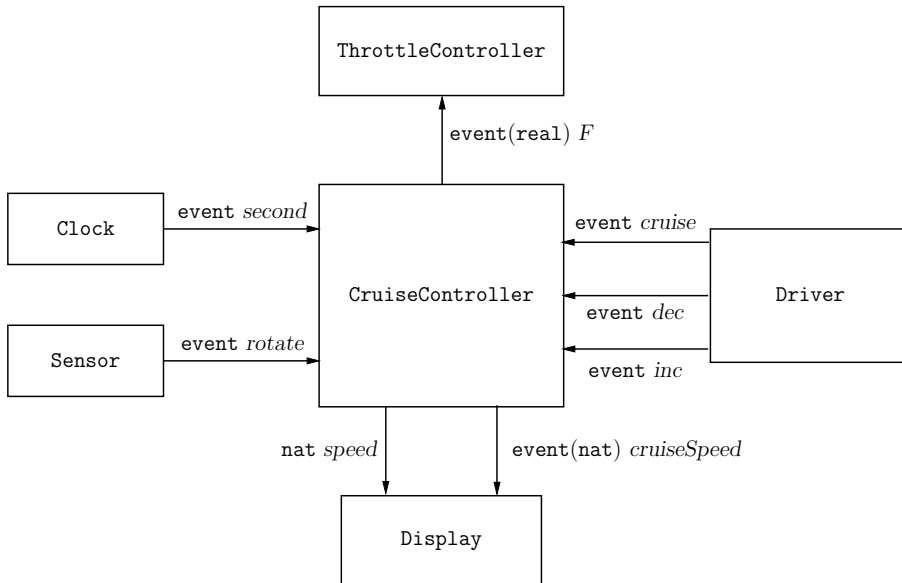 ThrottleController
event(real) F
Clock
event second
event cruise
CruiseController
Driver
event dec
Sensor
event rotate
event inc
nat speed
event(nat) cruiseSpeed
Display